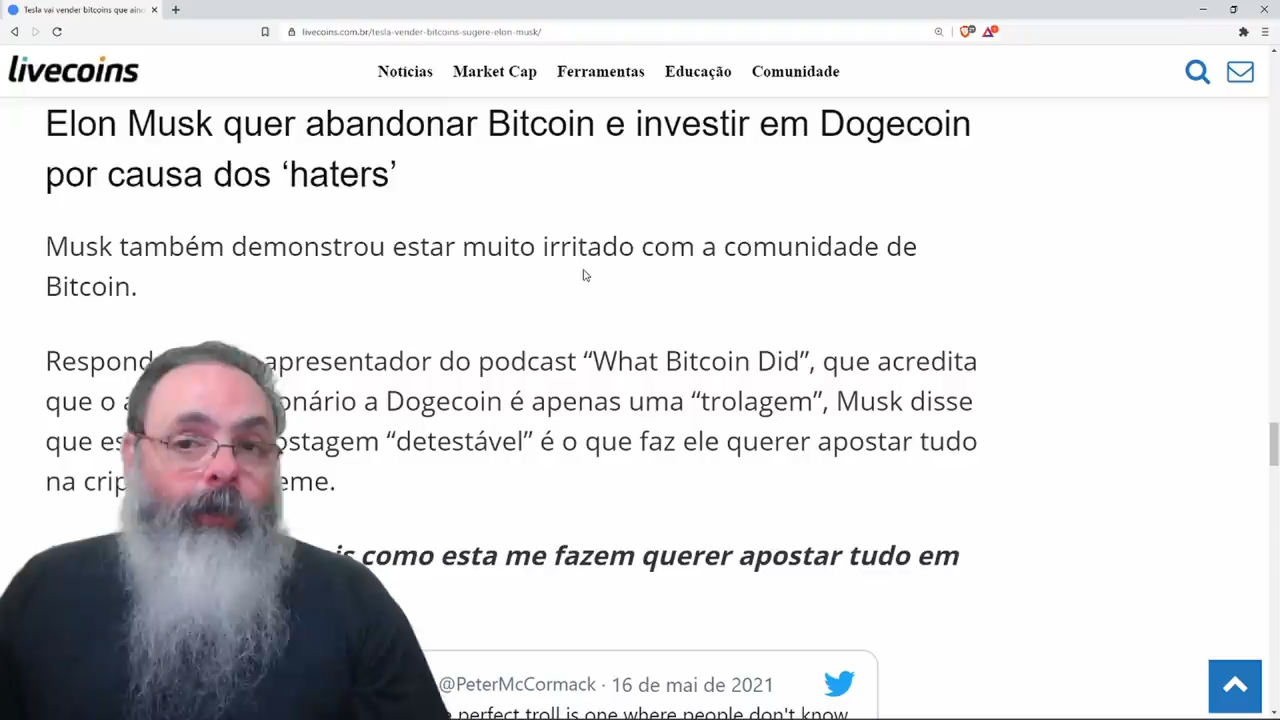 Tesla vai vender bitcoins que aind
livecoins.com.br/tesla-vender-bitcoins-sugere-elon-musk/
livecoins
Notícias Market Cap Ferramentas Educação Comunidade
Elon Musk quer abandonar Bitcoin e investir em Dogecoin
por causa dos ‘haters’
Musk também demonstrou estar muito irritado com a comunidade de
Bitcoin.
Respond apresentador do podcast “What Bitcoin Did”, que acredita
que o a onário a Dogecoin é apenas uma “trolagem”, Musk disse
que es ostagem “detestável” é o que faz ele querer apostar tudo
na crip eme.
is como esta me fazem querer apostar tudo em
@PeterMcCormack · 16 de mai de 2021
perfect troll is one where people don't know